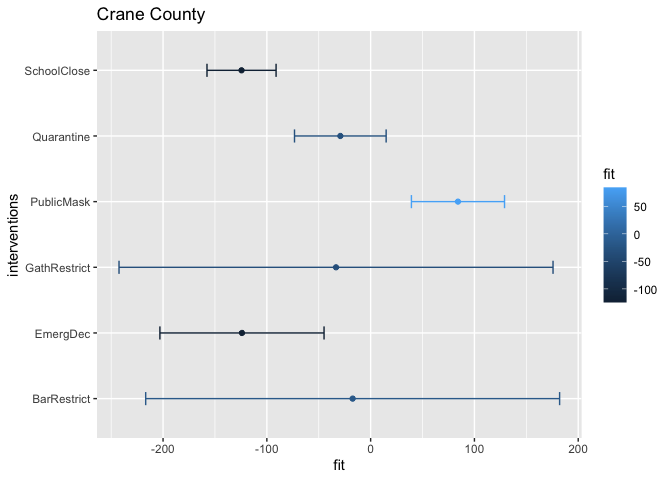 Crane County
interventions
SchoolClose
Quarantine
PublicMask
GathRestrict
EmergDec
BarRestrict
-200
-100
0
100
200
fit
fit
50
0
-50
-100